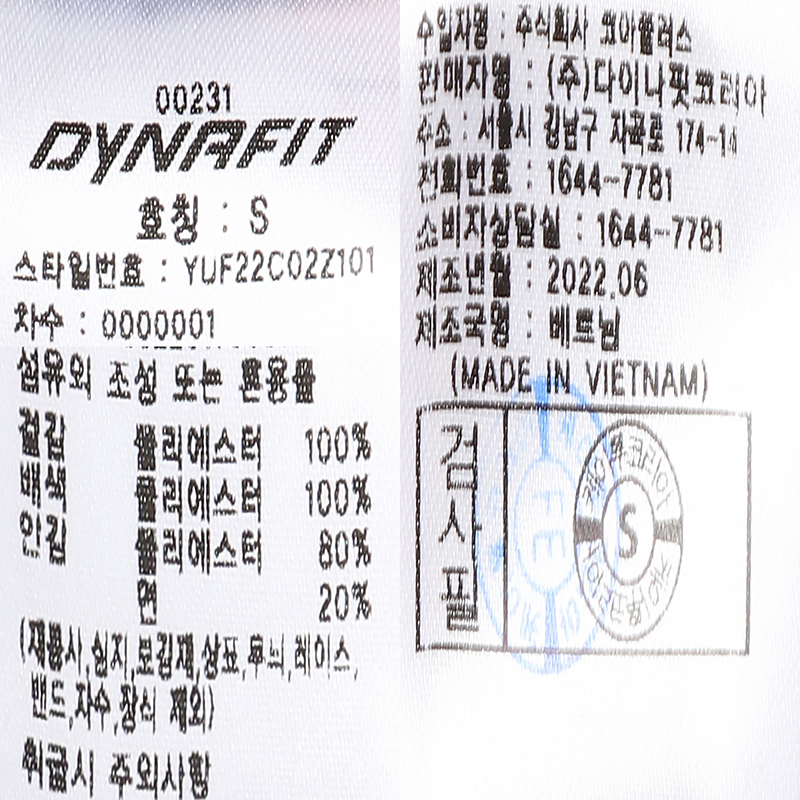 00231
DYNAFIT
호칭 : S
스타일번호 : YUF22C02Z101
차수 : 0000001
섬유의 조성 또는 혼용률
겉감 폴리에스터 100%
배색 폴리에스터 100%
안감 폴리에스터 80%
면 20%
(재봉사,심지,보강재,상표,무늬,레이스,
밴드,자수,장식 제외)
취급시 주의사항
수입자명 : 주식회사 코아플러스
판매자명 : (주)다이나핏코리아
주소 : 서울시 강남구 자곡로 174-14
전화번호 : 1644-7781
소비자상담실 : 1644-7781
제조년월 : 2022.06
제조국명 : 베트남
(MADE IN VIETNAM)
검사필
S
FE